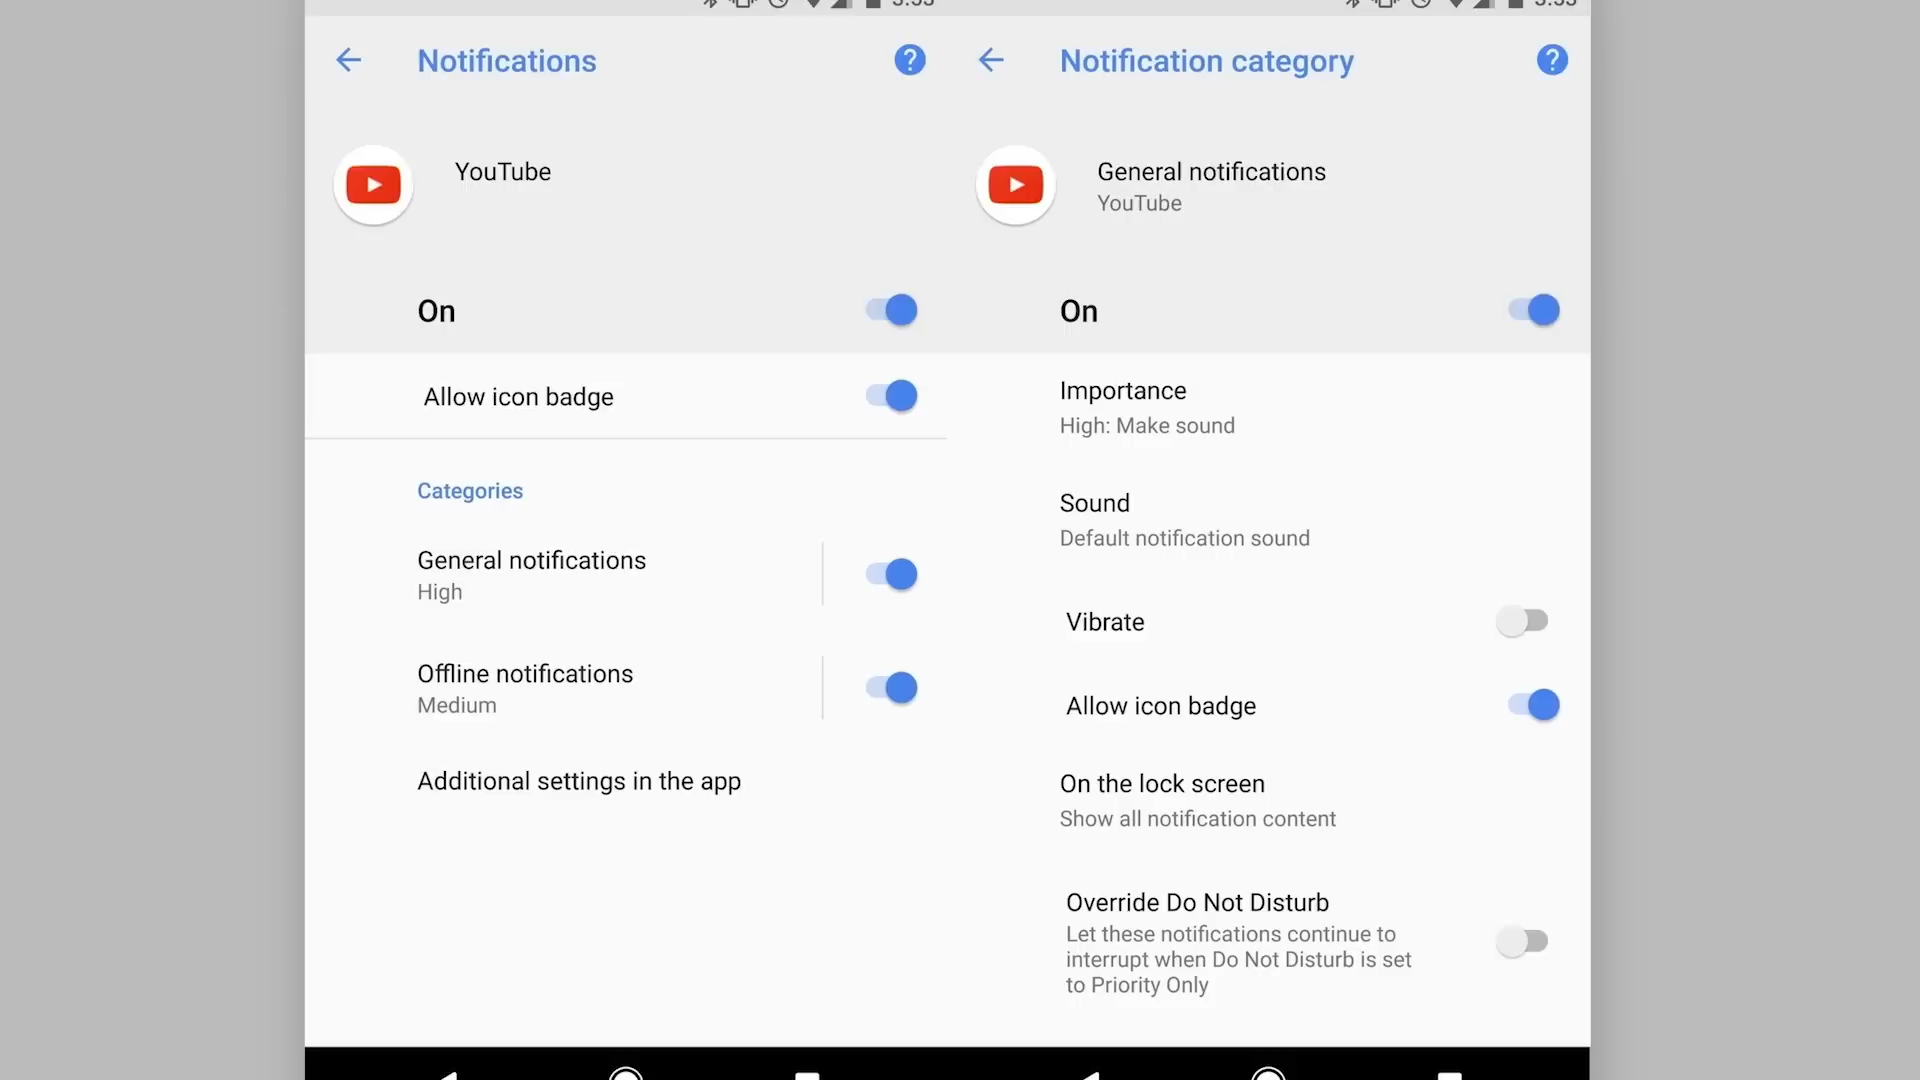 Notifications
YouTube
On
Allow icon badge
Categories
General notifications
High
Offline notifications
Medium
Additional settings in the app
Notification category
General notifications
YouTube
On
Importance
High: Make sound
Sound
Default notification sound
Vibrate
Allow icon badge
On the lock screen
Show all notification content
Override Do Not Disturb
Let these notifications continue to
interrupt when Do Not Disturb is set
to Priority Only